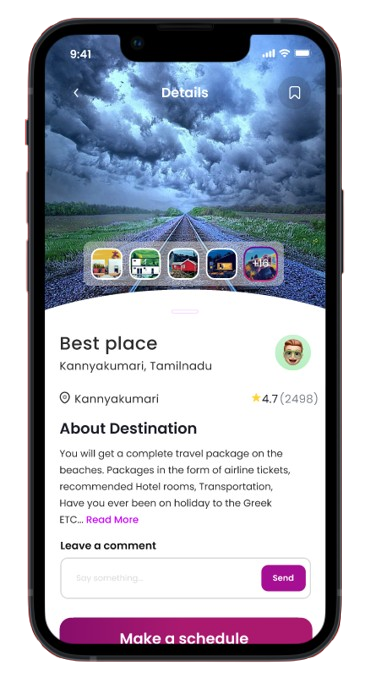 9:41
Details
+16
Best place
Kannyakumari, Tamilnadu
Kannyakumari
4.7(2498)
About Destination
You will get a complete travel package on the
beaches. Packages in the form of airline tickets,
recommended Hotel rooms, Transportation,
Have you ever been on holiday to the Greek
ETC... Read More
Leave a comment
Say something...
Send
Make a schedule